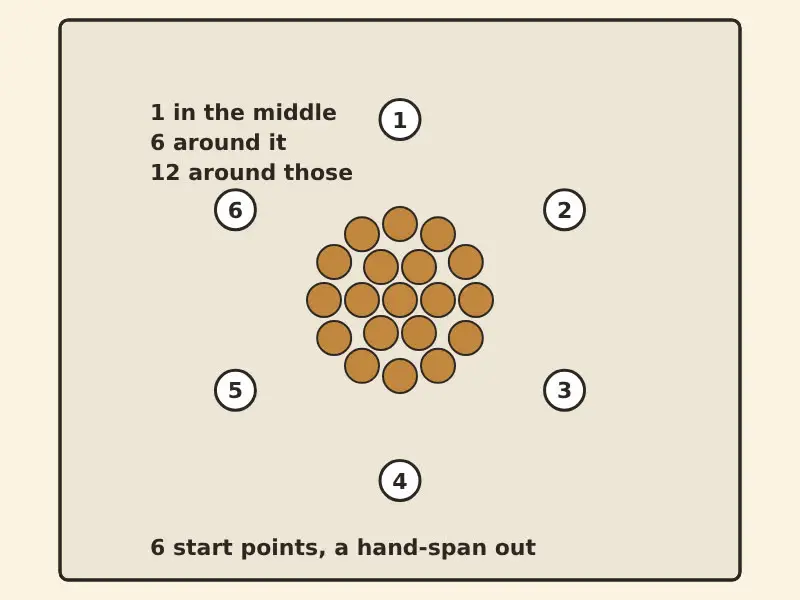 1 in the middle
6 around it
12 around those
1
6
2
5
3
4
6 start points, a hand-span out